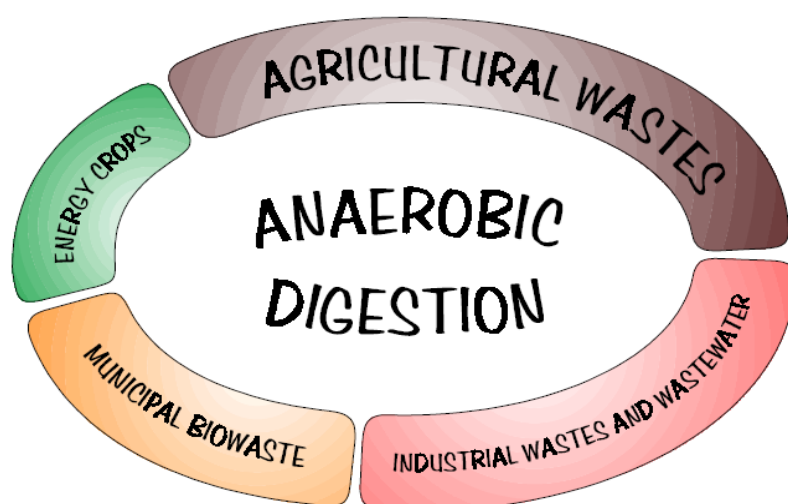 AGRICULTURAL WASTES
ENERGY CROPS
ANAEROBIC
DIGESTION
MUNICIPAL BIOWASTE
INDUSTRIAL WASTES AND WASTEWATER